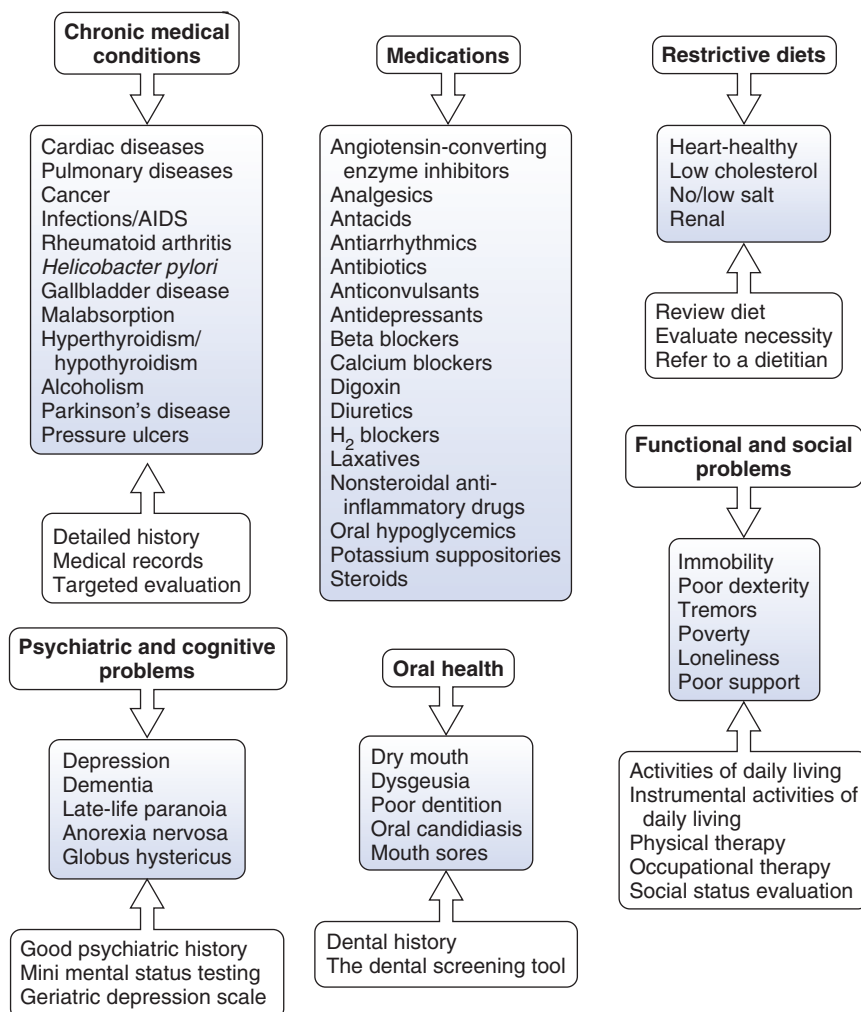 Chronic medical
conditions
Cardiac diseases
Pulmonary diseases
Cancer
Infections/AIDS
Rheumatoid arthritis
Helicobacter pylori
Gallbladder disease
Malabsorption
Hyperthyroidism/
hypothyroidism
Alcoholism
Parkinson's disease
Pressure ulcers
Detailed history
Medical records
Targeted evaluation
Medications
Angiotensin-converting
enzyme inhibitors
Analgesics
Antacids
Antiarrhythmics
Antibiotics
Anticonvulsants
Antidepressants
Beta blockers
Calcium blockers
Digoxin
Diuretics
H2 blockers
Laxatives
Nonsteroidal anti-
inflammatory drugs
Oral hypoglycemics
Potassium suppositories
Steroids
Restrictive diets
Heart-healthy
Low cholesterol
No/low salt
Renal
Review diet
Evaluate necessity
Refer to a dietitian
Functional and social
problems
Immobility
Poor dexterity
Tremors
Poverty
Loneliness
Poor support
Activities of daily living
Instrumental activities of
daily living
Physical therapy
Occupational therapy
Social status evaluation
Psychiatric and cognitive
problems
Depression
Dementia
Late-life paranoia
Anorexia nervosa
Globus hystericus
Good psychiatric history
Mini mental status testing
Geriatric depression scale
Oral health
Dry mouth
Dysgeusia
Poor dentition
Oral candidiasis
Mouth sores
Dental history
The dental screening tool